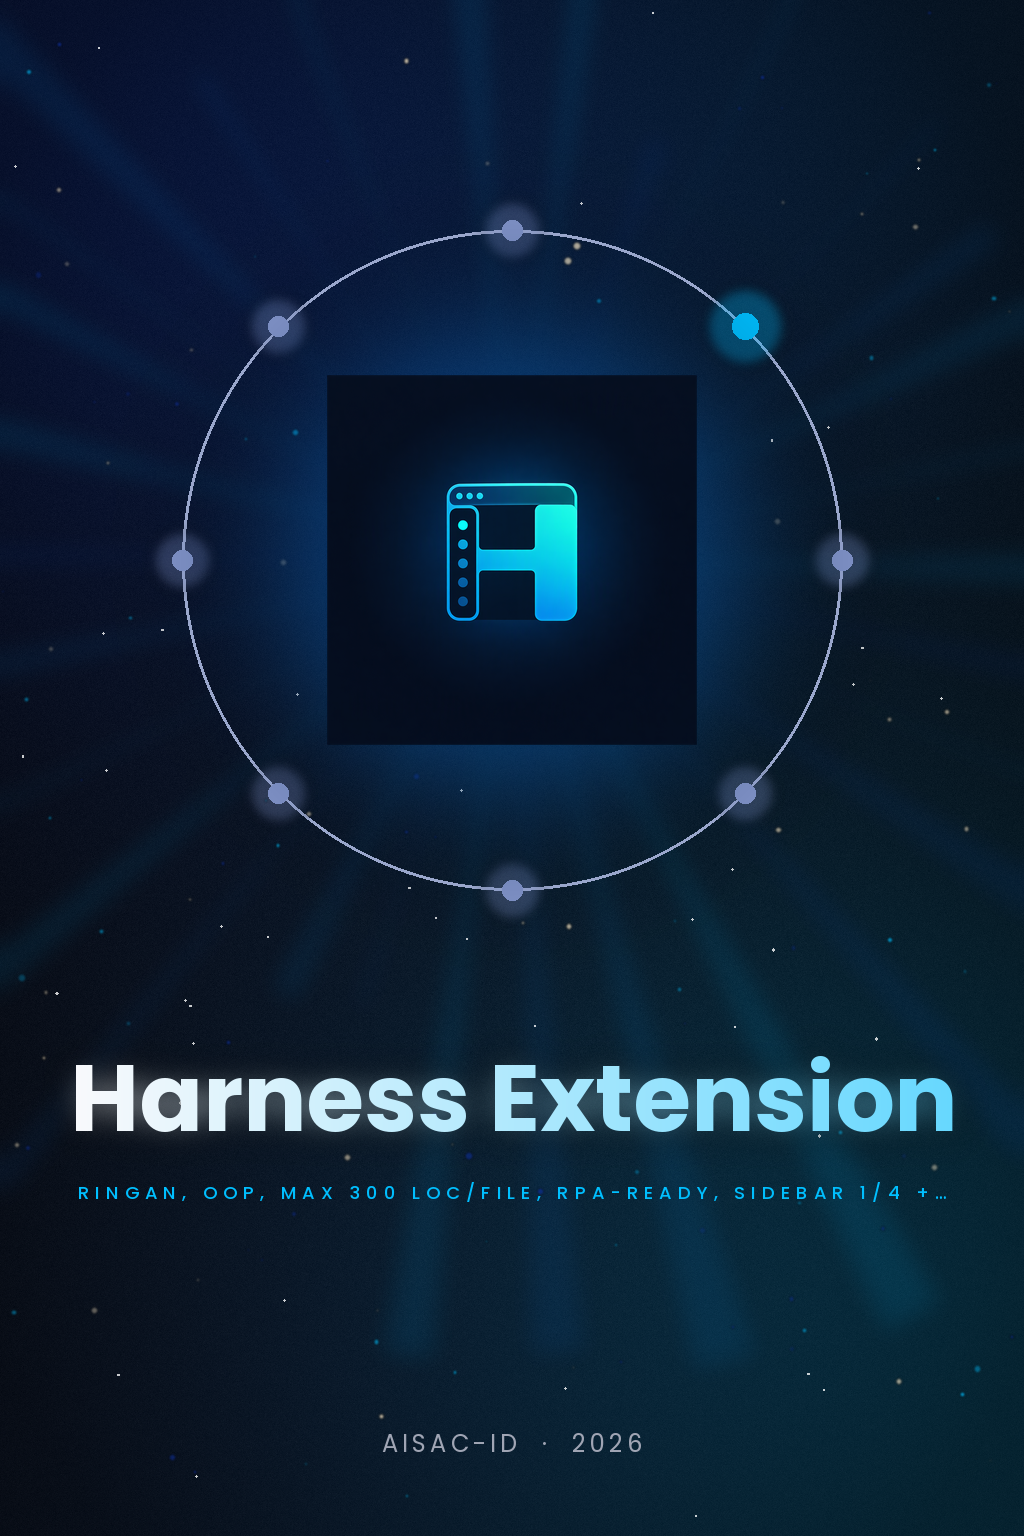 Harness Extension
RINGAN, OOP, MAX 300 LOC/FILE, RPA-READY, SIDEBAR 1/4 +…
AISAC-ID · 2026